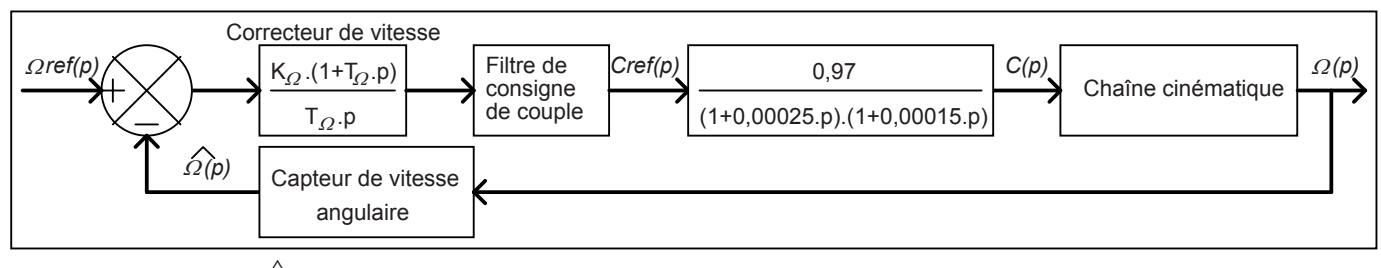 Correcteur de vitesse
Ωref(p)
+
−
K_Ω.(1+T_Ω.p)
T_Ω.p
Filtre de
consigne
de couple
Cref(p)
0,97
(1+0,00025.p).(1+0,00015.p)
C(p)
Chaîne cinématique
Ω(p)
Ω̂(p)
Capteur de vitesse
angulaire